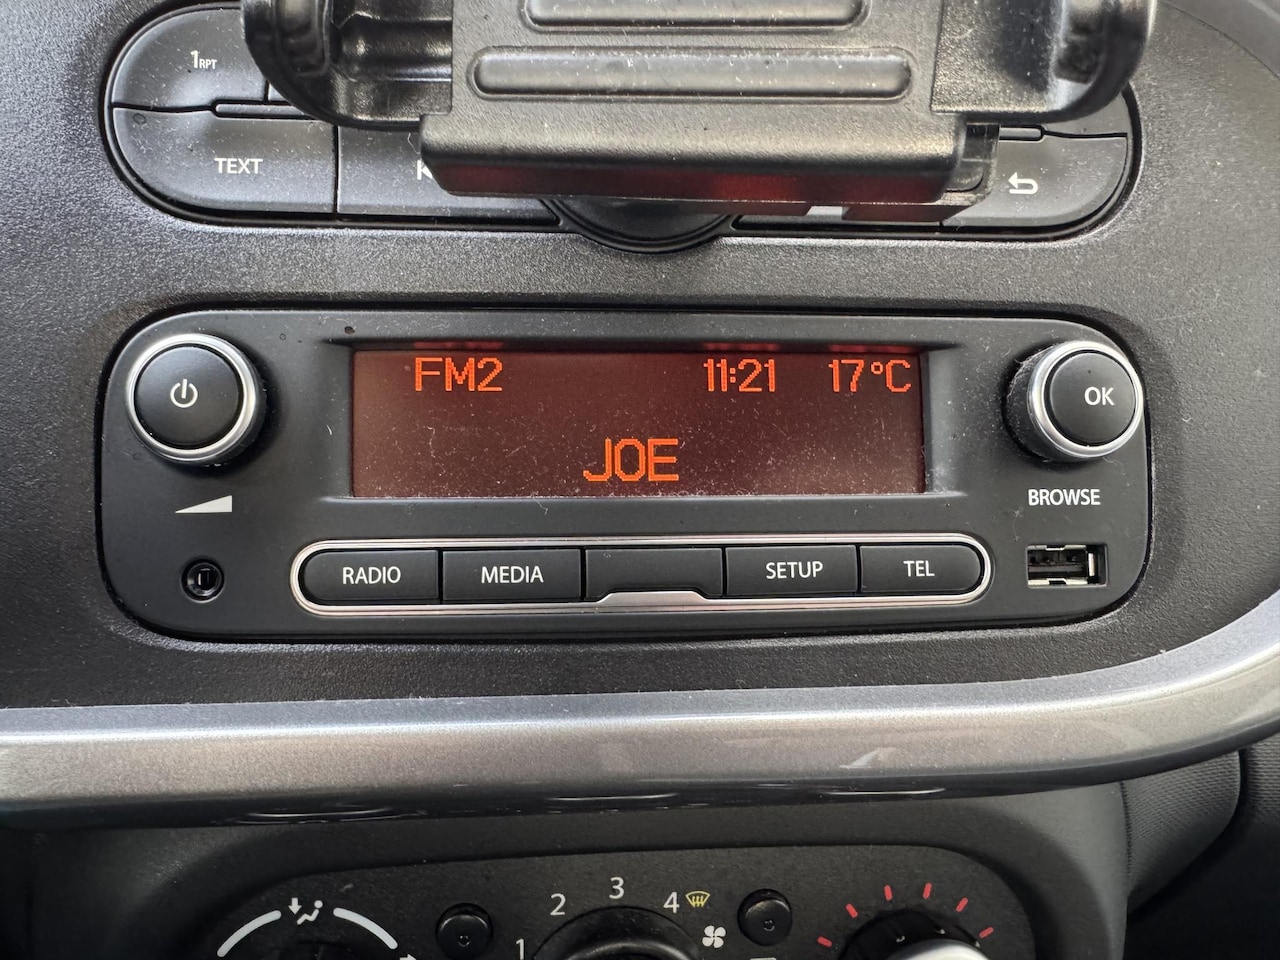 1RPT
TEXT
FM2 11:21 17°C
JOE
OK
BROWSE
RADIO MEDIA SETUP TEL
1 2 3 4